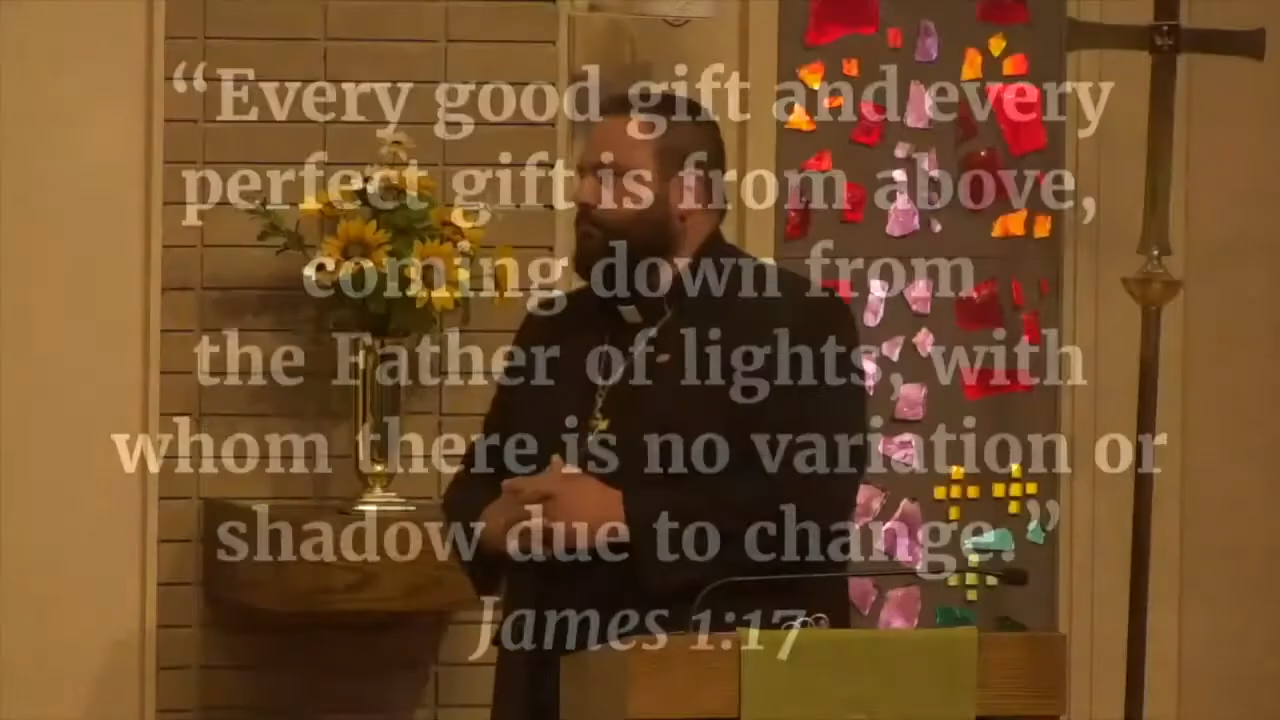 “Every good gift and every
perfect gift is from above,
coming down from
the Father of lights, with
whom there is no variation or
shadow due to change.”
James 1:17